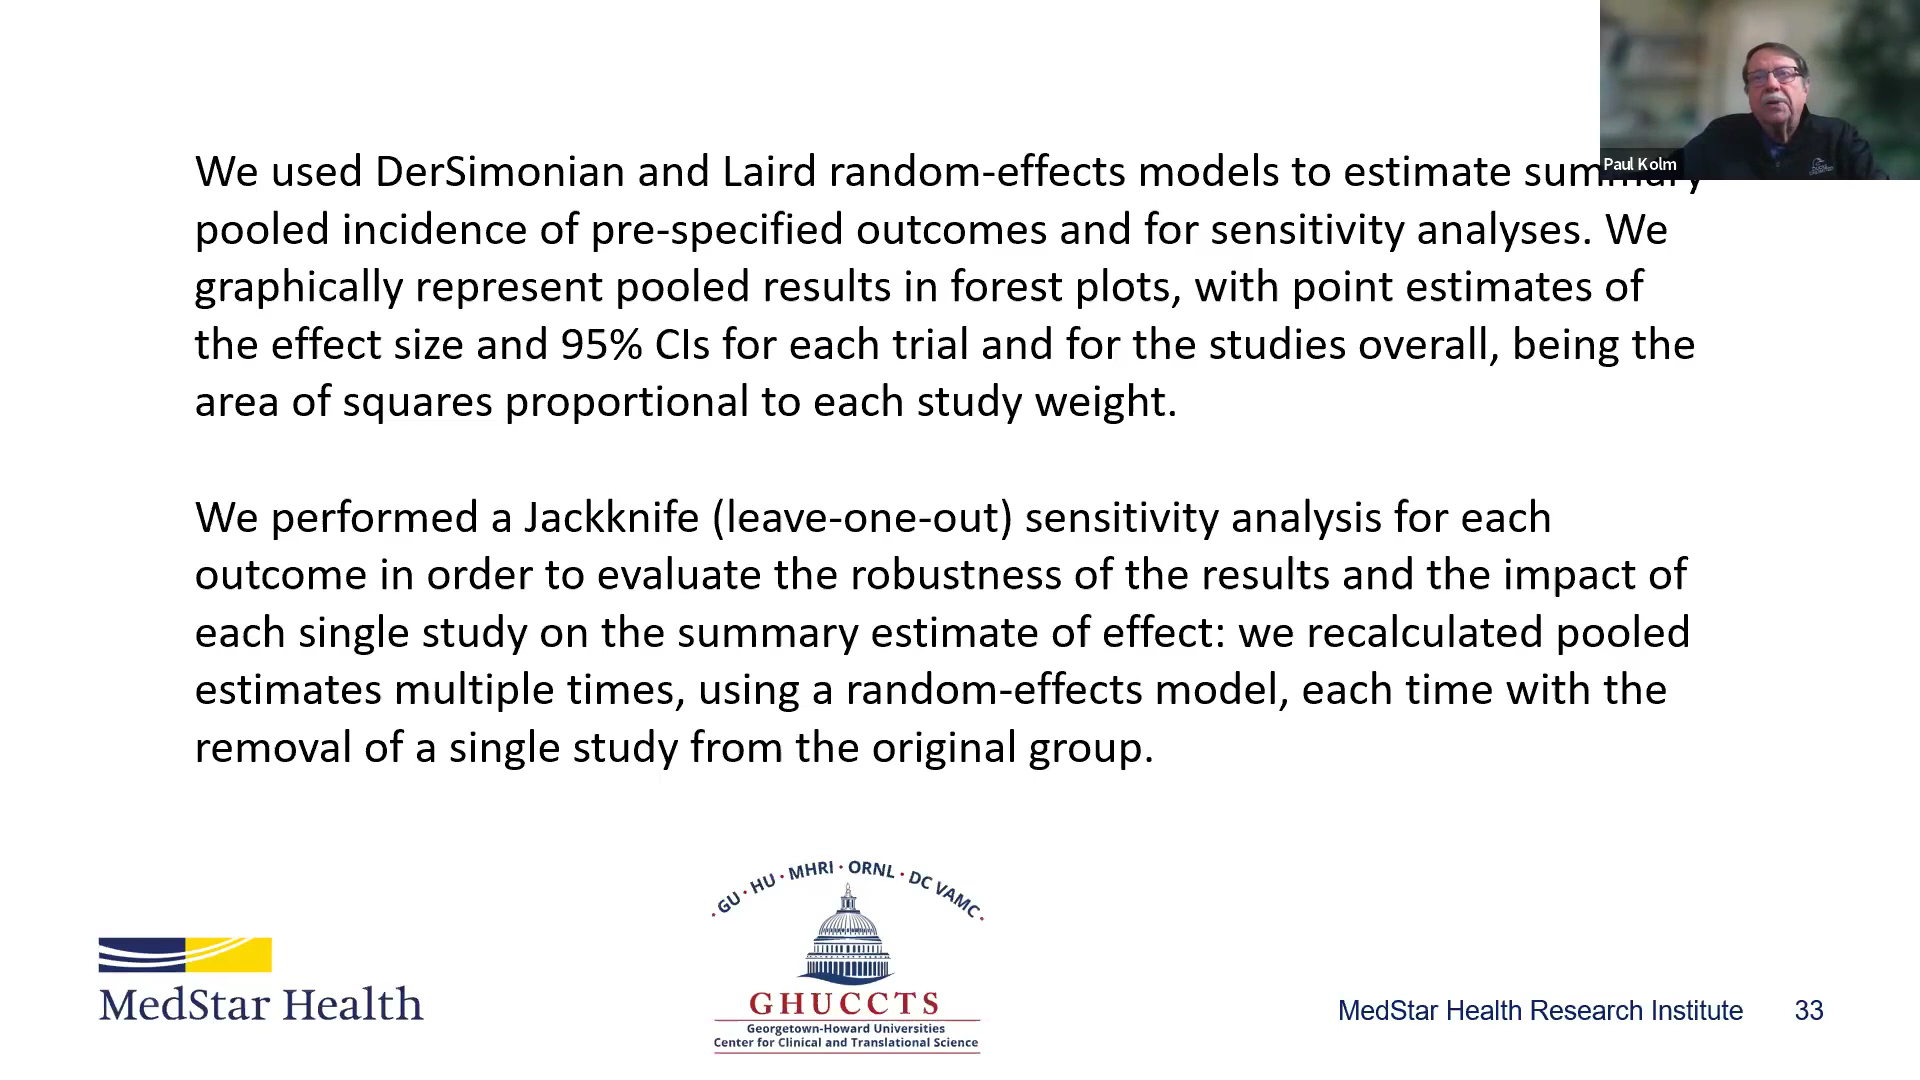 We used DerSimonian and Laird random-effects models to estimate summary
pooled incidence of pre-specified outcomes and for sensitivity analyses. We
graphically represent pooled results in forest plots, with point estimates of
the effect size and 95% CIs for each trial and for the studies overall, being the
area of squares proportional to each study weight.
We performed a Jackknife (leave-one-out) sensitivity analysis for each
outcome in order to evaluate the robustness of the results and the impact of
each single study on the summary estimate of effect: we recalculated pooled
estimates multiple times, using a random-effects model, each time with the
removal of a single study from the original group.
Paul Kolm
MedStar Health
· GU · HU · MHRI · ORNL · DC VAMC ·
GHUCCTS
Georgetown-Howard Universities
Center for Clinical and Translational Science
MedStar Health Research Institute 33